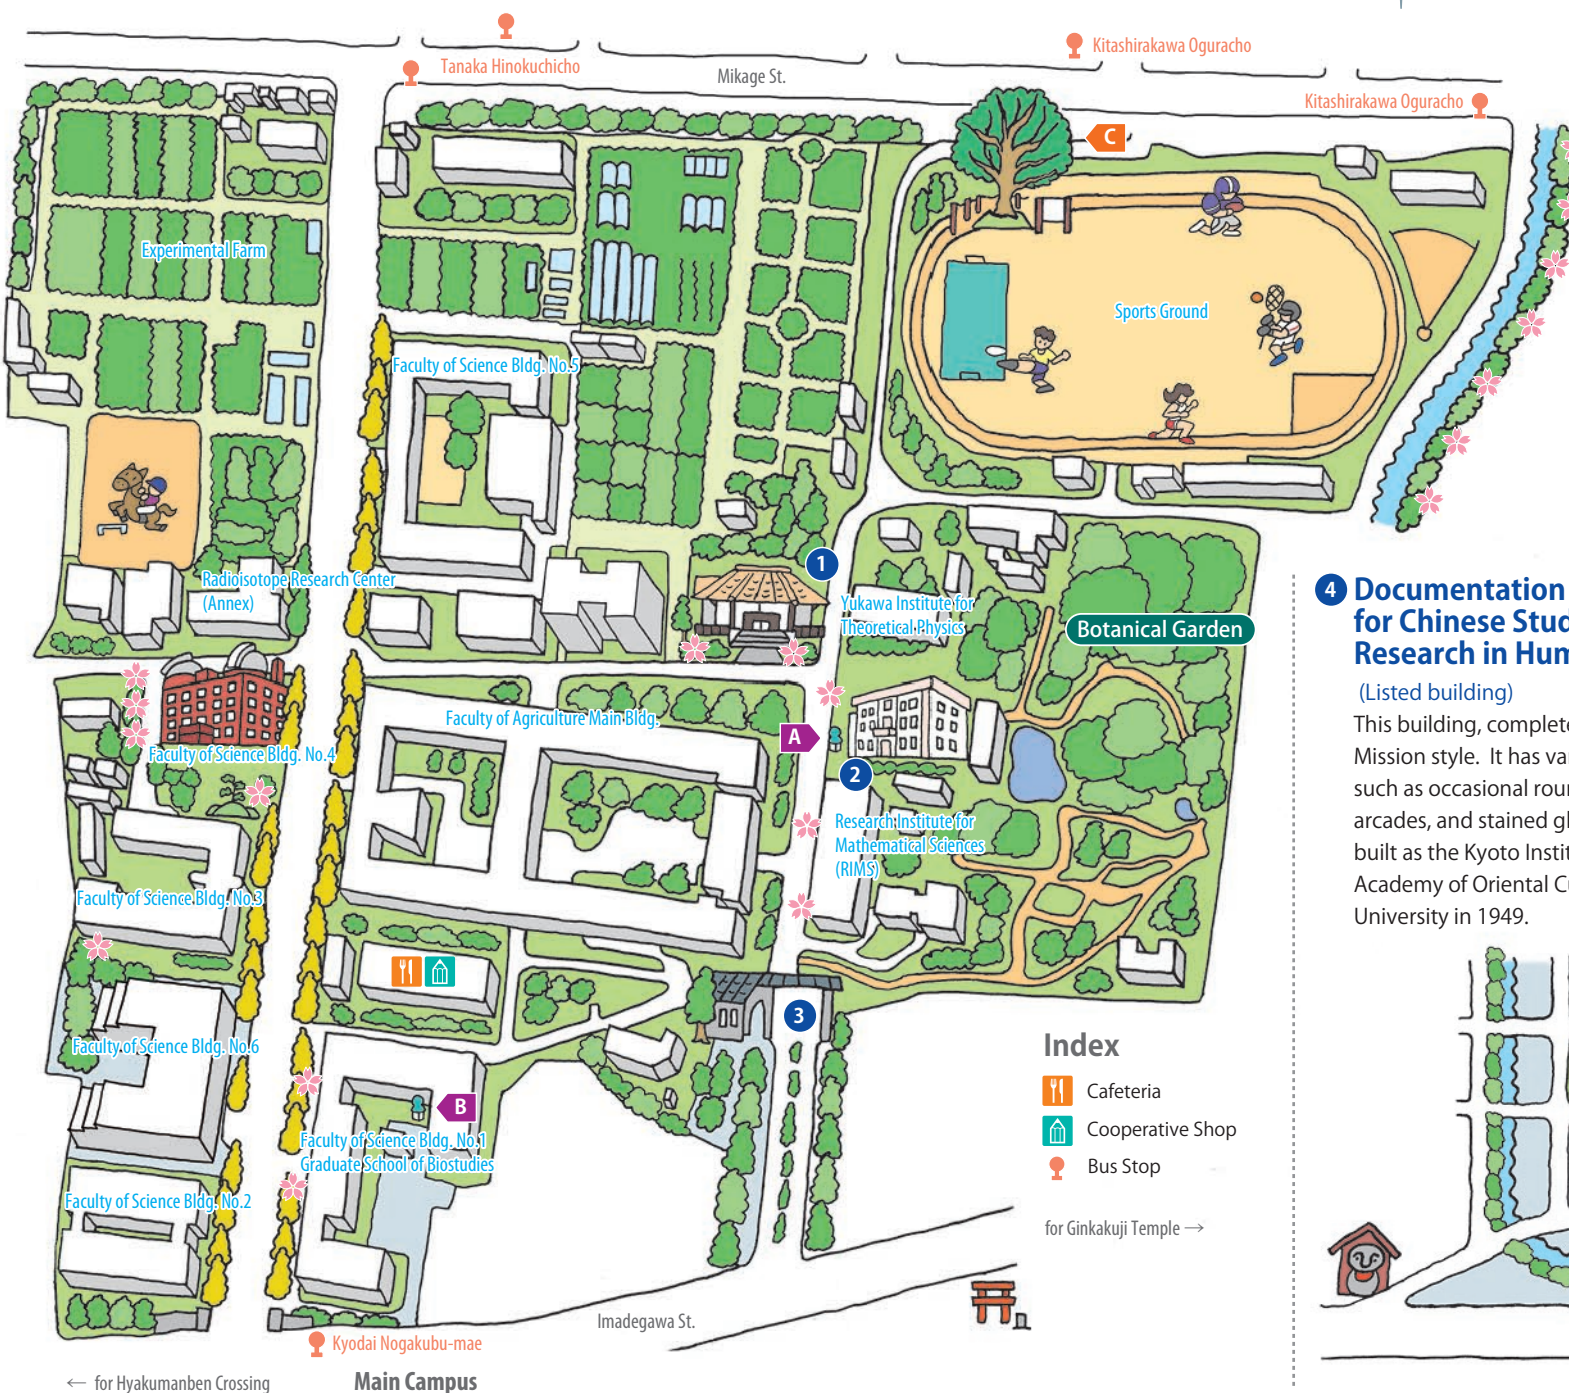 Tanaka Hinokuchicho
Mikage St.
Kitashirakawa Oguracho
Kitashirakawa Oguracho
C
Experimental Farm
Sports Ground
Faculty of Science Bldg. No.5
1
Radioisotope Research Center
(Annex)
Yukawa Institute for
Theoretical Physics
Botanical Garden
Faculty of Agriculture Main Bldg.
A
Faculty of Science Bldg. No.4
2
Research Institute for
Mathematical Sciences
(RIMS)
Faculty of Science Bldg. No.3
3
Faculty of Science Bldg. No.6
B
Faculty of Science Bldg. No.1
Graduate School of Biostudies
Faculty of Science Bldg. No.2
Index
Cafeteria
Cooperative Shop
Bus Stop
for Ginkakuji Temple →
Imadegawa St.
Kyodai Nogakubu-mae
← for Hyakumanben Crossing
Main Campus
4 Documentation
for Chinese Stud
Research in Hum
(Listed building)
This building, complete
Mission style. It has var
such as occasional roun
arcades, and stained gl
built as the Kyoto Instit
Academy of Oriental Cu
University in 1949.